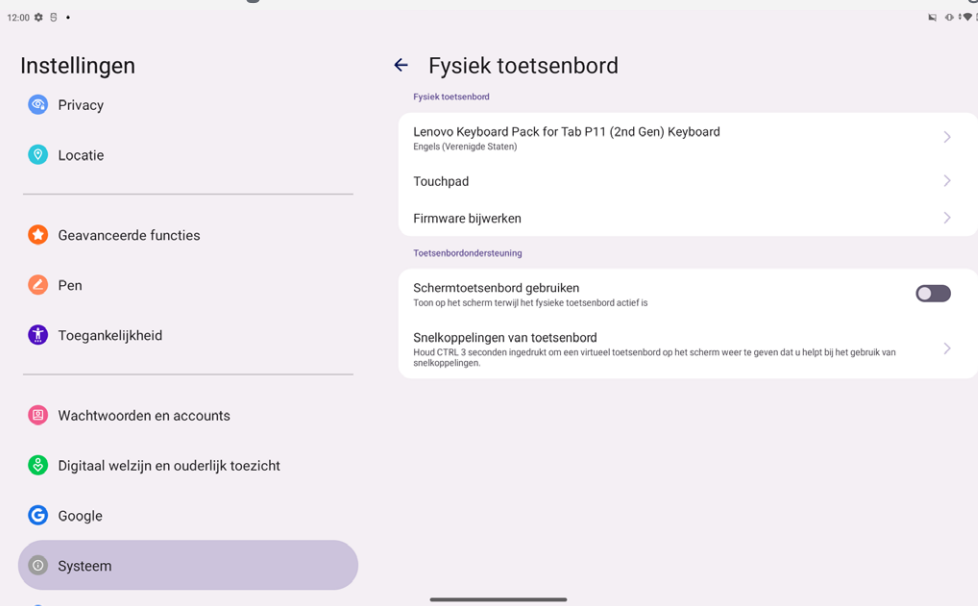 12:00
Instellingen
Privacy
Locatie
Geavanceerde functies
Pen
Toegankelijkheid
Wachtwoorden en accounts
Digitaal welzijn en ouderlijk toezicht
Google
Systeem
Fysiek toetsenbord
Fysiek toetsenbord
Lenovo Keyboard Pack for Tab P11 (2nd Gen) Keyboard
Engels (Verenigde Staten)
Touchpad
Firmware bijwerken
Toetsenbordondersteuning
Schermtoetsenbord gebruiken
Toon op het scherm terwijl het fysieke toetsenbord actief is
Snelkoppelingen van toetsenbord
Houd CTRL 3 seconden ingedrukt om een virtueel toetsenbord op het scherm weer te geven dat u helpt bij het gebruik van
snelkoppelingen.